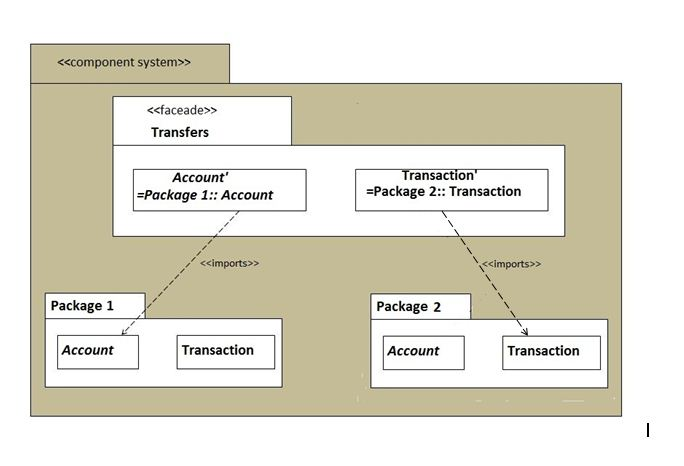 <<component system>>
<<faceade>>
Transfers
Account'
=Package 1:: Account
Transaction'
=Package 2:: Transaction
<<imports>>
<<imports>>
Package 1
Account
Transaction
Package 2
Account
Transaction